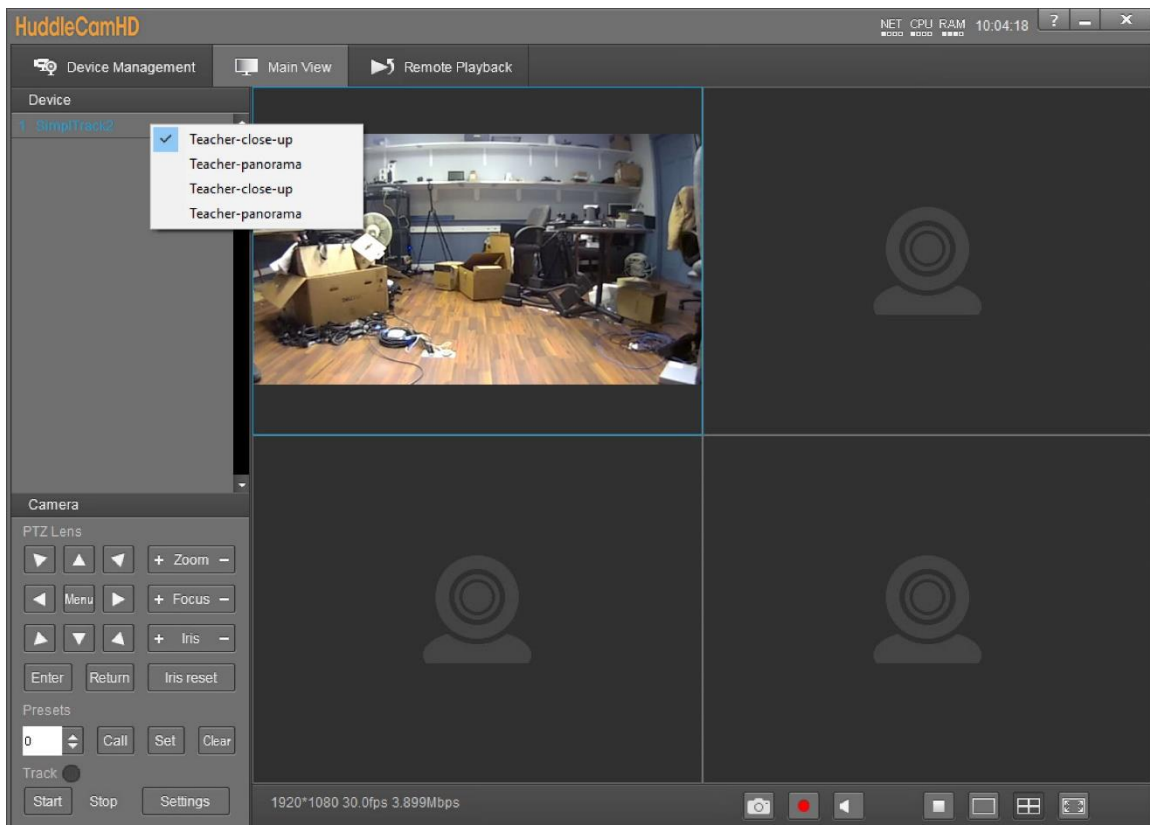 HuddleCamHD
NET CPU RAM 10:04:18 ?
Device Management Main View Remote Playback
Device
1 SimplTrack2
Teacher-close-up
Teacher-panorama
Teacher-close-up
Teacher-panorama
Camera
PTZ Lens
+ Zoom −
Menu + Focus −
+ Iris −
Enter Return Iris reset
Presets
0 Call Set Clear
Track
Start Stop Settings 1920*1080 30.0fps 3.899Mbps